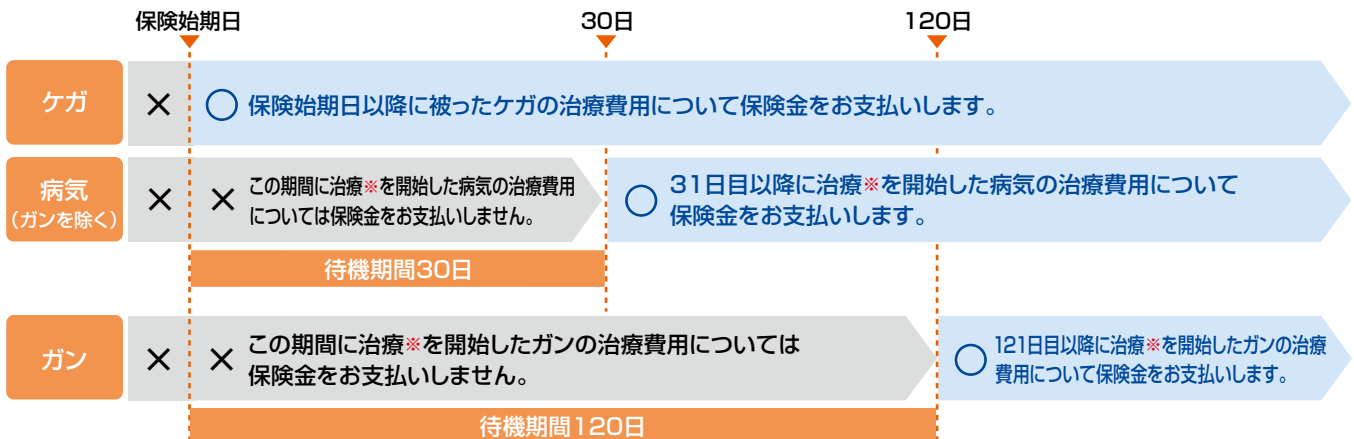 保険始期日
30日
120日
ケガ
×
○ 保険始期日以降に被ったケガの治療費用について保険金をお支払いします。
病気
(ガンを除く)
×
× この期間に治療※を開始した病気の治療費用
については保険金をお支払いしません。
○ 31日目以降に治療※を開始した病気の治療費用について
保険金をお支払いします。
待機期間30日
ガン
×
× この期間に治療※を開始したガンの治療費用については
保険金をお支払いしません。
○ 121日目以降に治療※を開始したガンの治療
費用について保険金をお支払いします。
待機期間120日